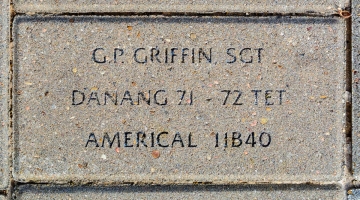 G.P. GRIFFIN SGT
DANANG 71 - 72 TET
AMERICAL 11B40